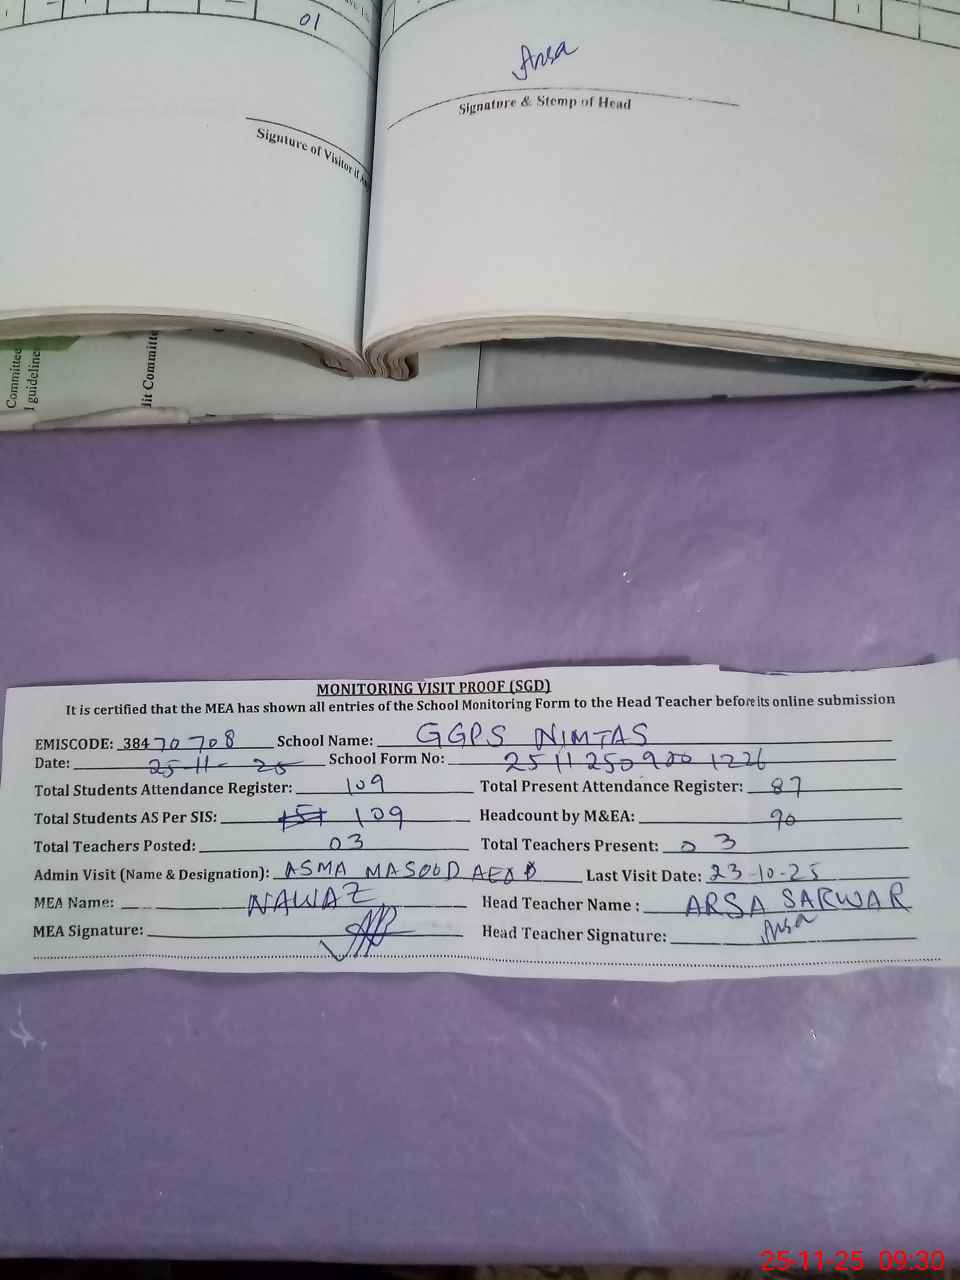 01
Arsa
Signature & Stemp of Head
Signture of Visitor if
Committee
guideline
dit Committe
MONITORING VISIT PROOF (SGD)
It is certified that the MEA has shown all entries of the School Monitoring Form to the Head Teacher before its online submission
EMISCODE: 38470708 School Name: GGPS NIMTAS
Date: 25-11-25 School Form No: 25112509001226
Total Students Attendance Register: 109 Total Present Attendance Register: 87
Total Students AS Per SIS: 109 Headcount by M&EA: 90
Total Teachers Posted: 03 Total Teachers Present: 03
Admin Visit (Name & Designation): ASMA MASOOD Last Visit Date: 23-10-25
MEA Name: NAWAZ Head Teacher Name : ARSA SARWAR
MEA Signature: Head Teacher Signature: Arsa
25-11-25 09:30